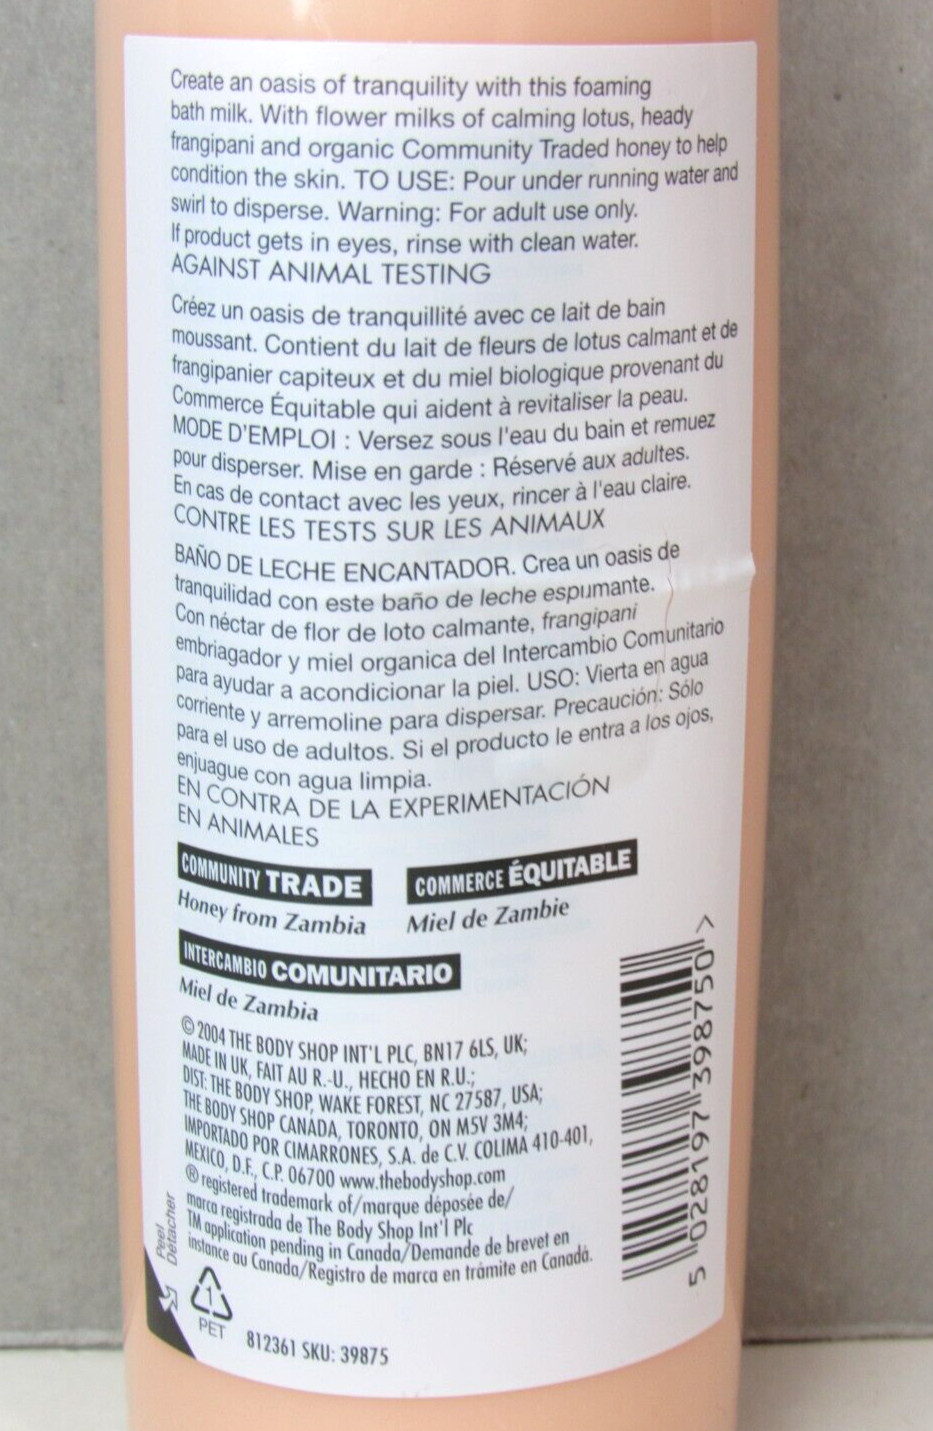 Create an oasis of tranquility with this foaming
bath milk. With flower milks of calming lotus, heady
frangipani and organic Community Traded honey to help
condition the skin. TO USE: Pour under running water and
swirl to disperse. Warning: For adult use only.
If product gets in eyes, rinse with clean water.
AGAINST ANIMAL TESTING
Créez un oasis de tranquillité avec ce lait de bain
moussant. Contient du lait de fleurs de lotus calmant et de
frangipanier capiteux et du miel biologique provenant du
Commerce Équitable qui aident à revitaliser la peau.
MODE D'EMPLOI : Versez sous l'eau du bain et remuez
pour disperser. Mise en garde : Réservé aux adultes.
En cas de contact avec les yeux, rincer à l'eau claire.
CONTRE LES TESTS SUR LES ANIMAUX
BAÑO DE LECHE ENCANTADOR. Crea un oasis de
tranquilidad con este baño de leche espumante.
Con néctar de flor de loto calmante, frangipani
embriagador y miel organica del Intercambio Comunitario
para ayudar a acondicionar la piel. USO: Vierta en agua
corriente y arremoline para dispersar. Precaución: Sólo
para el uso de adultos. Si el producto le entra a los ojos,
enjuague con agua limpia.
EN CONTRA DE LA EXPERIMENTACIÓN
EN ANIMALES
COMMUNITY TRADE
Honey from Zambia
COMMERCE ÉQUITABLE
Miel de Zambie
INTERCAMBIO COMUNITARIO
Miel de Zambia
© 2004 THE BODY SHOP INT'L PLC, BN17 6LS, UK;
MADE IN UK, FAIT AU R.-U., HECHO EN R.U.;
DIST: THE BODY SHOP, WAKE FOREST, NC 27587, USA;
THE BODY SHOP CANADA, TORONTO, ON M5V 3M4;
IMPORTADO POR CIMARRONES, S.A. de C.V. COLIMA 410-401,
MEXICO, D.F., C.P. 06700 www.thebodyshop.com
® registered trademark of/marque déposée de/
marca registrada de The Body Shop Int'l Plc
TM application pending in Canada/Demande de brevet en
instance au Canada/Registro de marca en trámite en Canadá.
5 028197 398750 >
Peel
Détacher
1
PET
812361 SKU: 39875